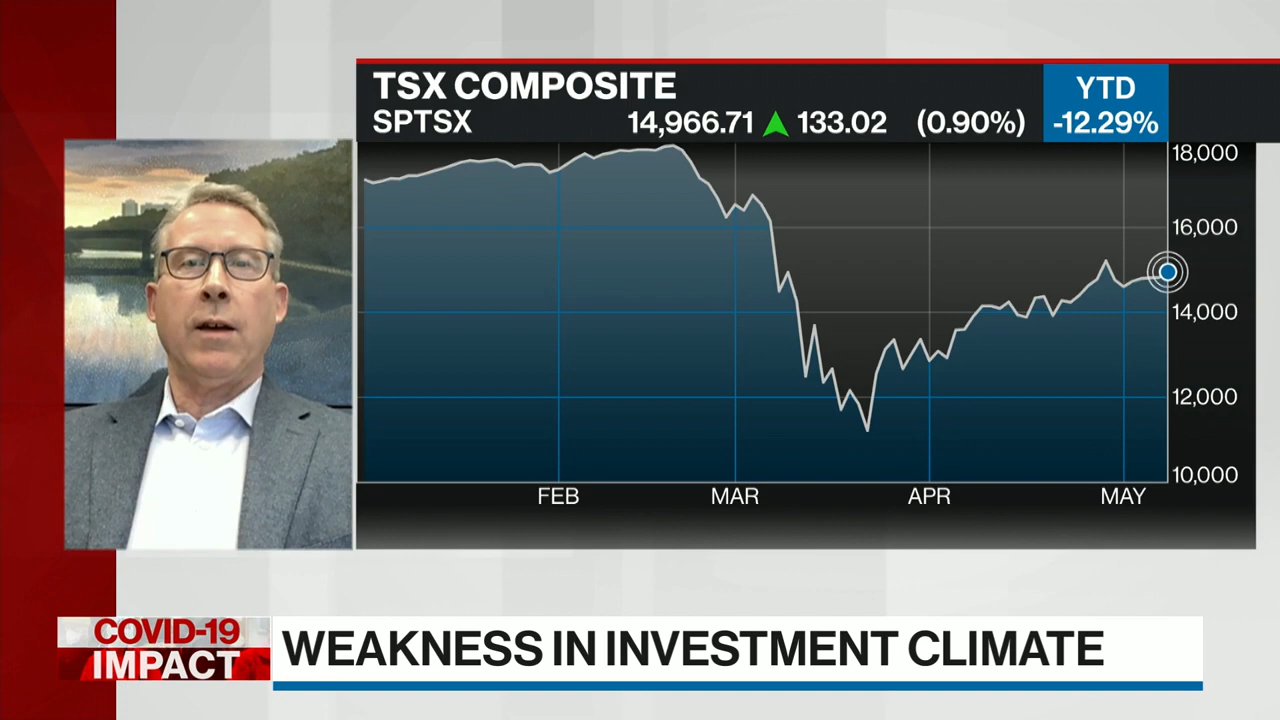 TSX COMPOSITE
SPTSX 14,966.71 133.02 (0.90%)
YTD
-12.29%
18,000
16,000
14,000
12,000
10,000
FEB MAR APR MAY
COVID-19
IMPACT
WEAKNESS IN INVESTMENT CLIMATE